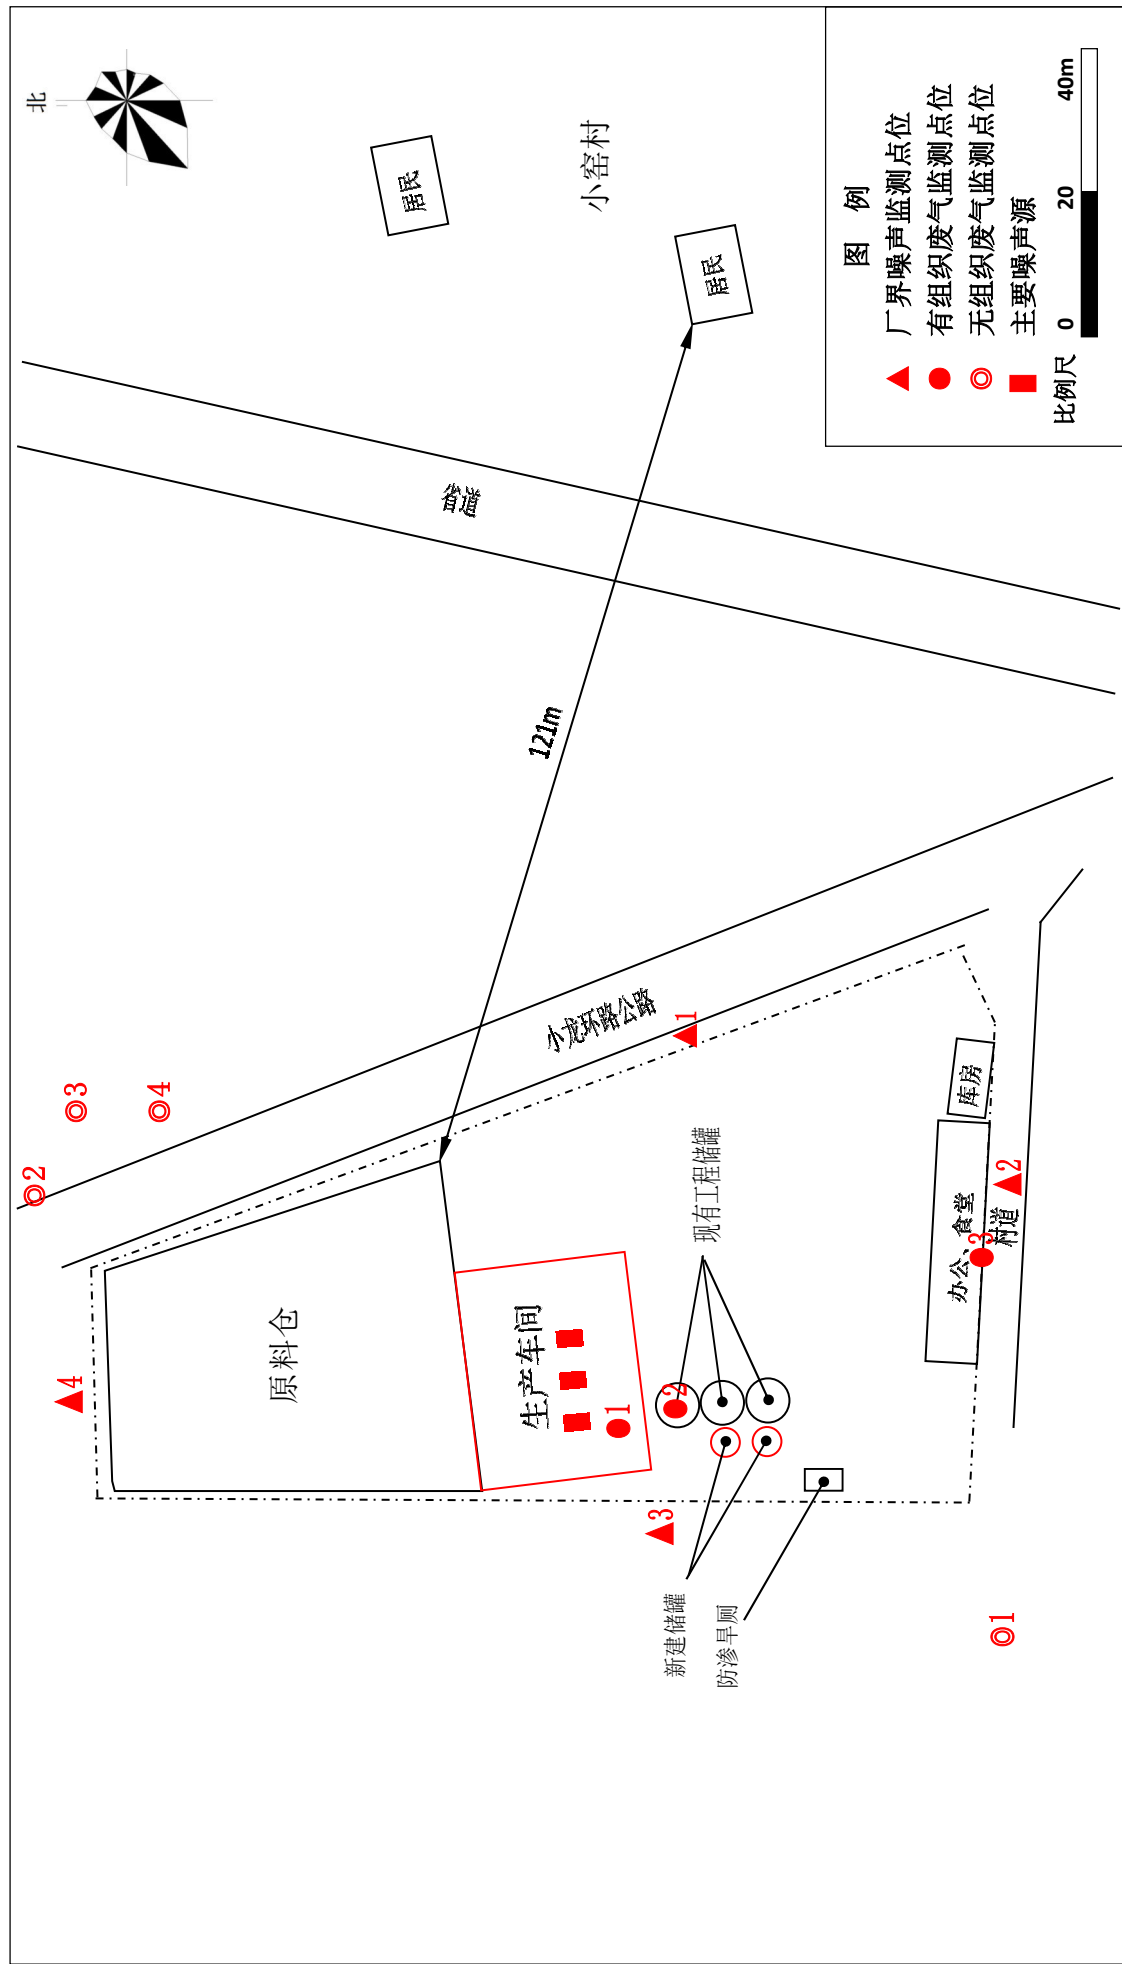 北
居民
小窑村
居民
省道
121m
小龙环路公路
原料仓
生产车间
现有工程储罐
新建储罐
防渗旱厕
办公、食堂
库房
村道
1
2
3
4
1
2
3
1
2
3
4
图 例
厂界噪声监测点位
有组织废气监测点位
无组织废气监测点位
主要噪声源
比例尺
0 20 40m